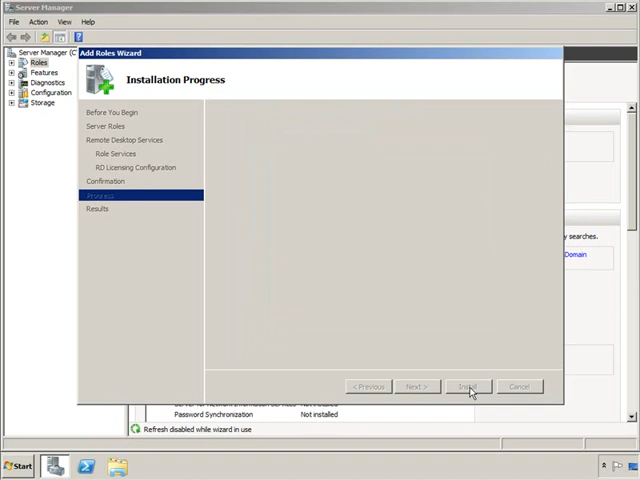 Server Manager
File Action View Help
Server Manager (C
Roles
Features
Diagnostics
Configuration
Storage
Add Roles Wizard
Installation Progress
Before You Begin
Server Roles
Remote Desktop Services
Role Services
RD Licensing Configuration
Confirmation
Progress
Results
y searches.
Domain
< Previous Next > Install Cancel
Password Synchronization Not installed
Refresh disabled while wizard in use
Start